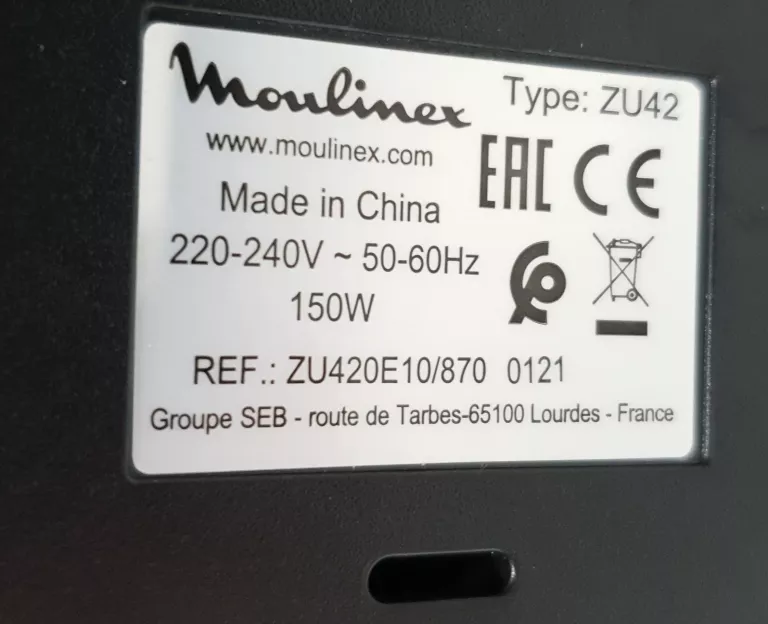 Moulinex
Type: ZU42
www.moulinex.com
EAC CE
Made in China
220-240V ~ 50-60Hz
150W
REF.: ZU420E10/870 0121
Groupe SEB - route de Tarbes-65100 Lourdes - France